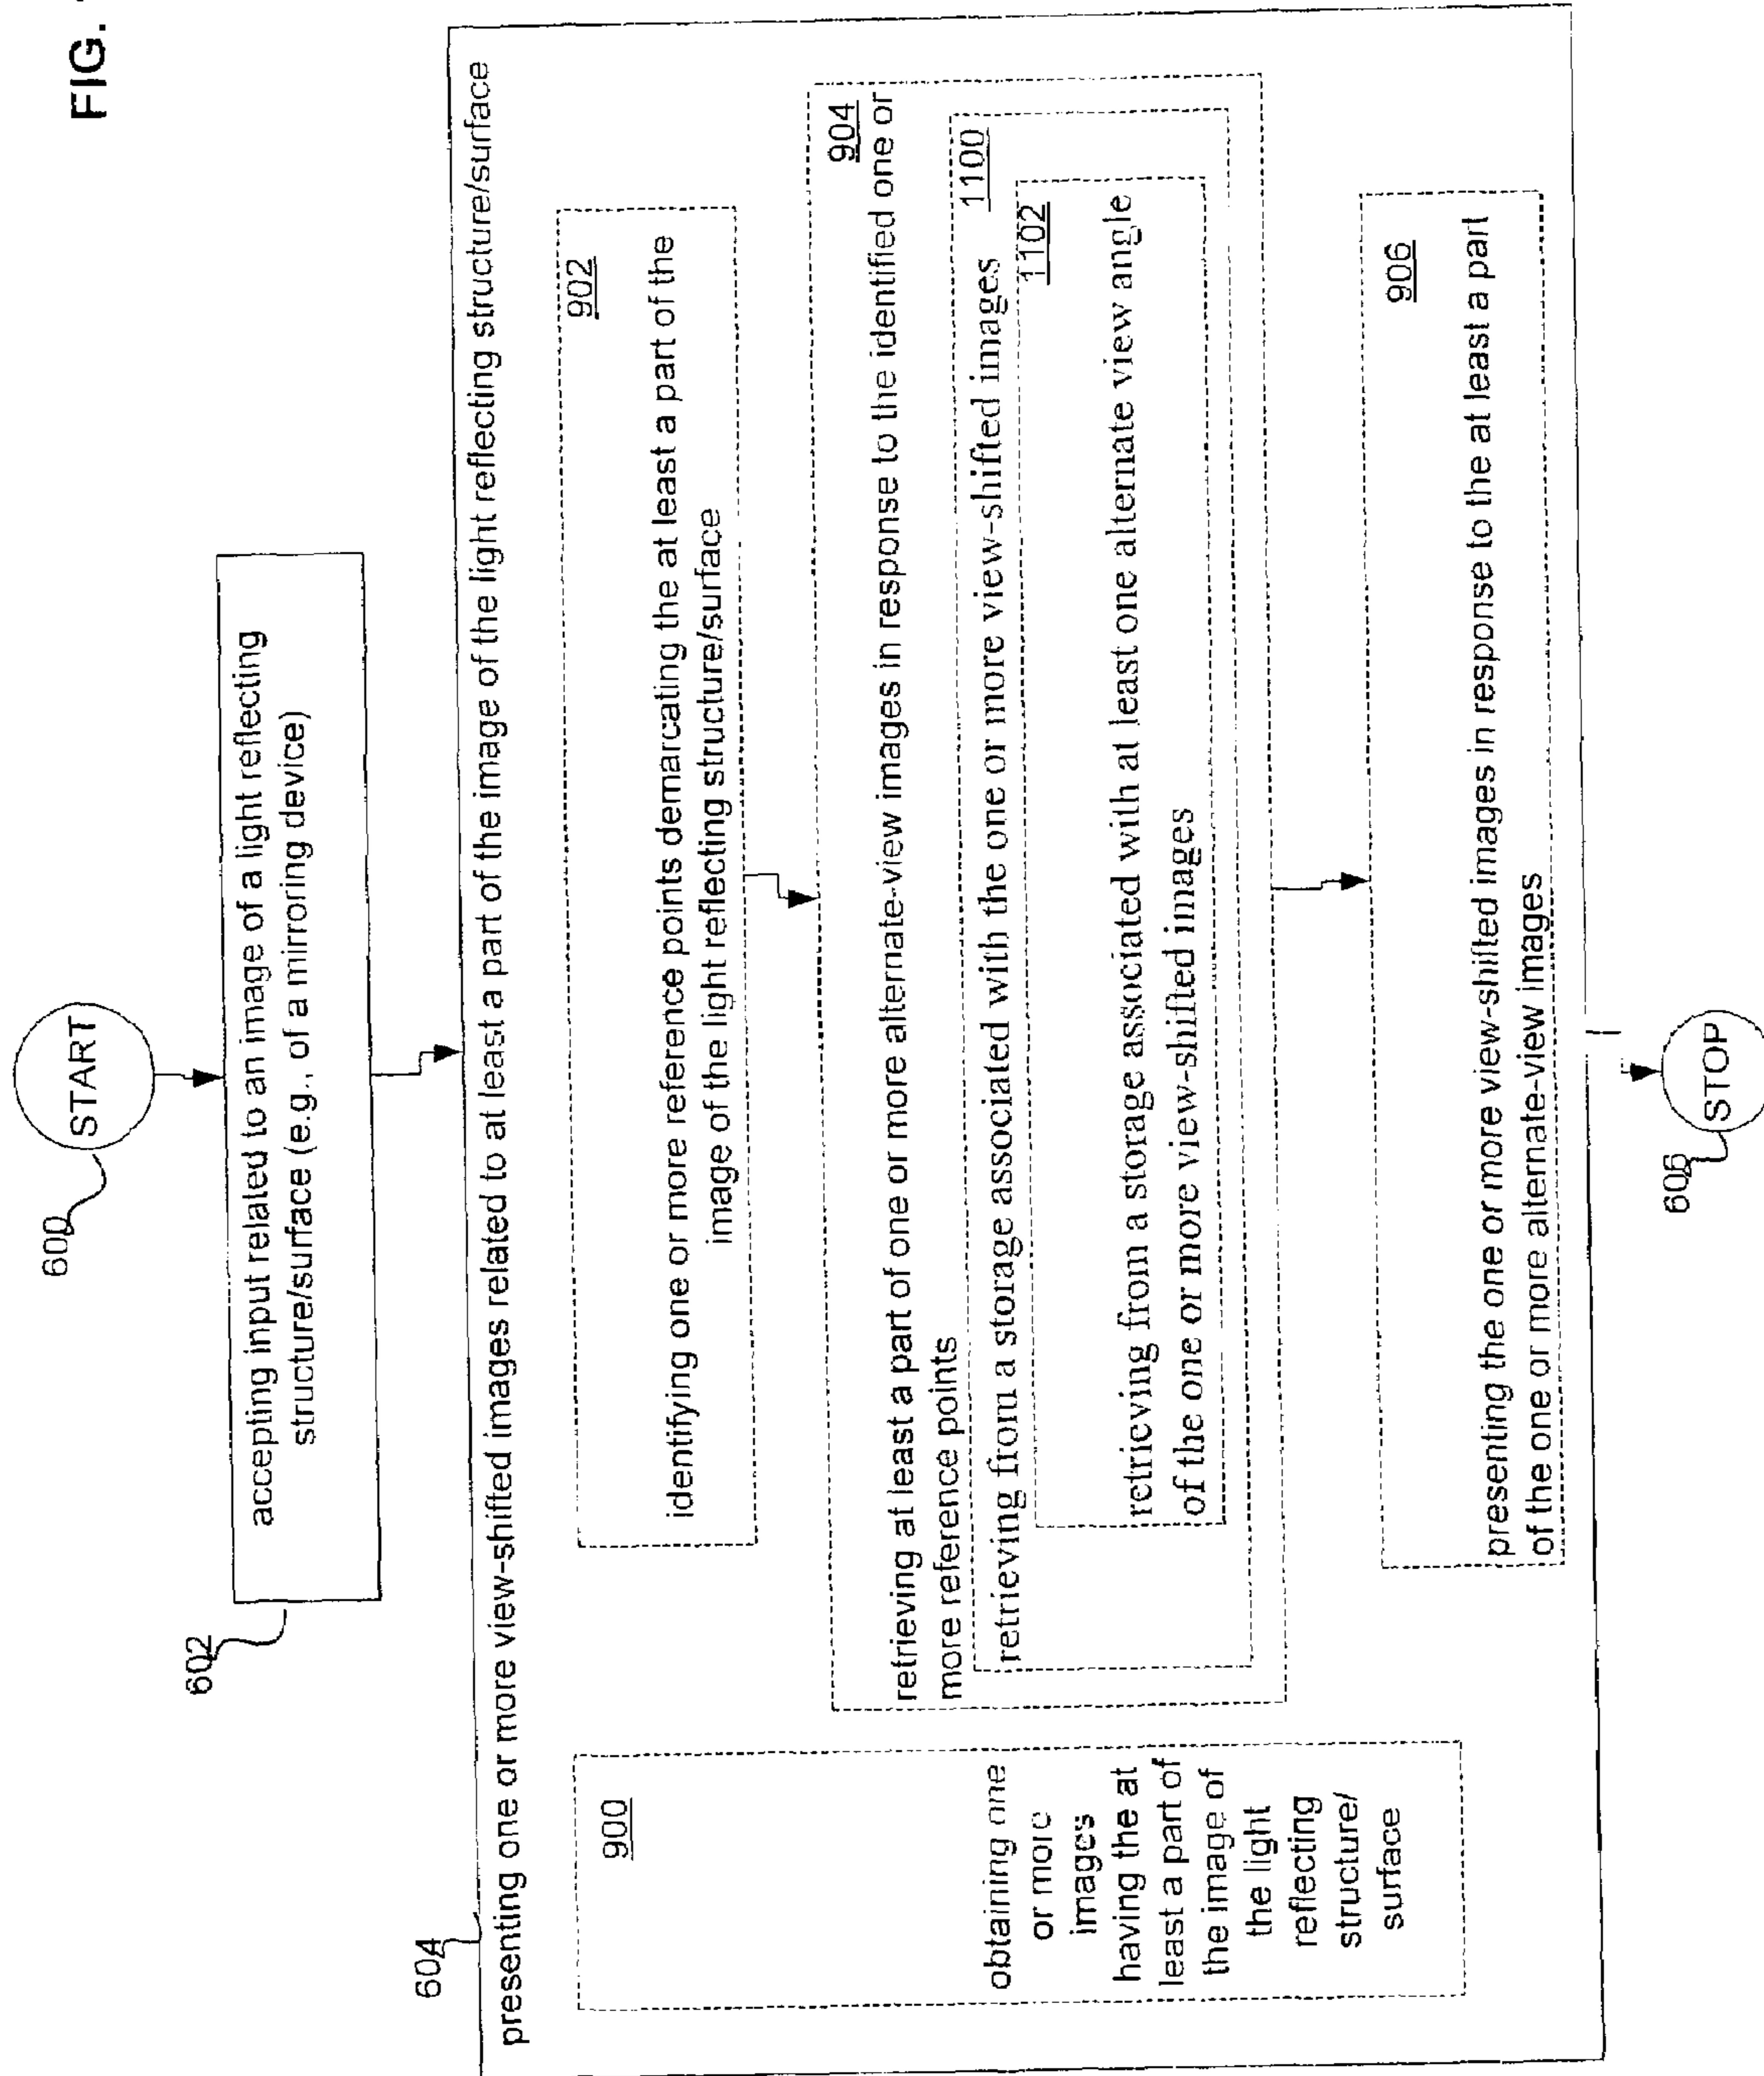 FIG.
START
600
accepting input related to an image of a light reflecting
structure/surface (e.g., of a mirroring device)
602
604
presenting one or more view-shifted images related to at least a part of the image of the light reflecting structure/surface
900
obtaining one
or more
images
having the at
least a part of
the image of
the light
reflecting
structure/
surface
902
identifying one or more reference points demarcating the at least a part of the
image of the light reflecting structure/surface
904
retrieving at least a part of one or more alternate-view images in response to the identified one or
more reference points
1100
retrieving from a storage associated with the one or more view-shifted images
1102
retrieving from a storage associated with at least one alternate view angle
of the one or more view-shifted images
906
presenting the one or more view-shifted images in response to the at least a part
of the one or more alternate-view images
STOP
606